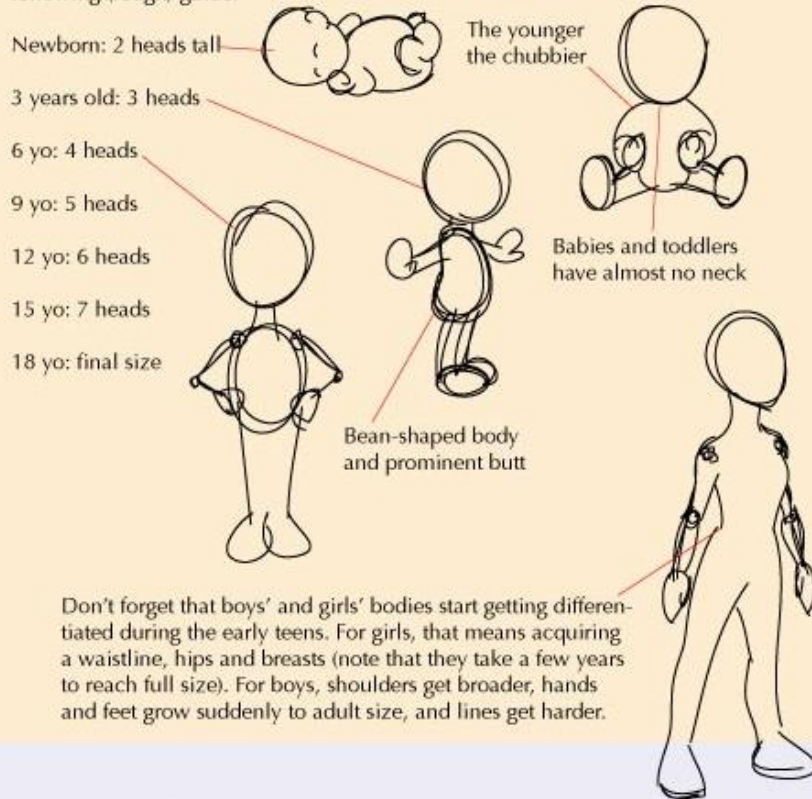 Newborn: 2 heads tall
The younger
the chubbier
3 years old: 3 heads
6 yo: 4 heads
9 yo: 5 heads
12 yo: 6 heads
15 yo: 7 heads
18 yo: final size
Babies and toddlers
have almost no neck
Bean-shaped body
and prominent butt
Don't forget that boys' and girls' bodies start getting differen-
tiated during the early teens. For girls, that means acquiring
a waistline, hips and breasts (note that they take a few years
to reach full size). For boys, shoulders get broader, hands
and feet grow suddenly to adult size, and lines get harder.